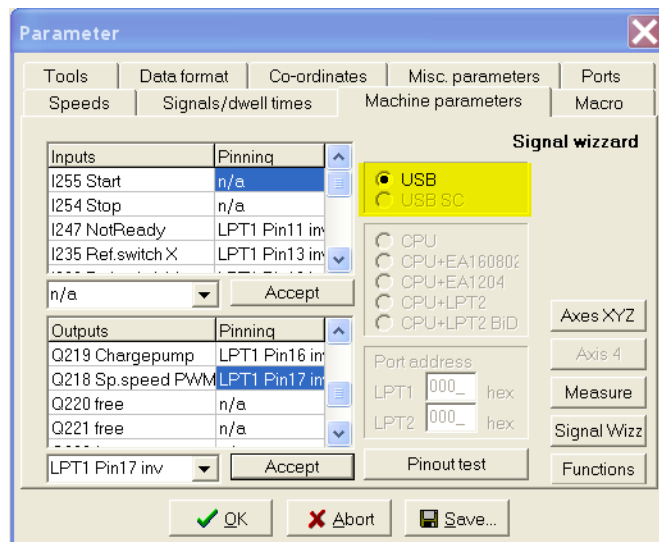 Parameter
Tools Data format Co-ordinates Misc. parameters Ports
Speeds Signals/dwell times Machine parameters Macro
Signal wizzard
Inputs Pinning
I255 Start n/a
I254 Stop n/a
I247 NotReady LPT1 Pin11 inv
I235 Ref.switch X LPT1 Pin13 inv
n/a Accept
Outputs Pinning
Q219 Chargepump LPT1 Pin16 in
Q218 Sp.speed PWM LPT1 Pin17 in
Q220 free n/a
Q221 free n/a
LPT1 Pin17 inv Accept
USB
USB SC
CPU
CPU+EA160802
CPU+EA1204
CPU+LPT2
CPU+LPT2 BiD
Port address
LPT1 000_ hex
LPT2 000_ hex
Pinout test
Axes XYZ
Axis 4
Measure
Signal Wizz
Functions
OK Abort Save...